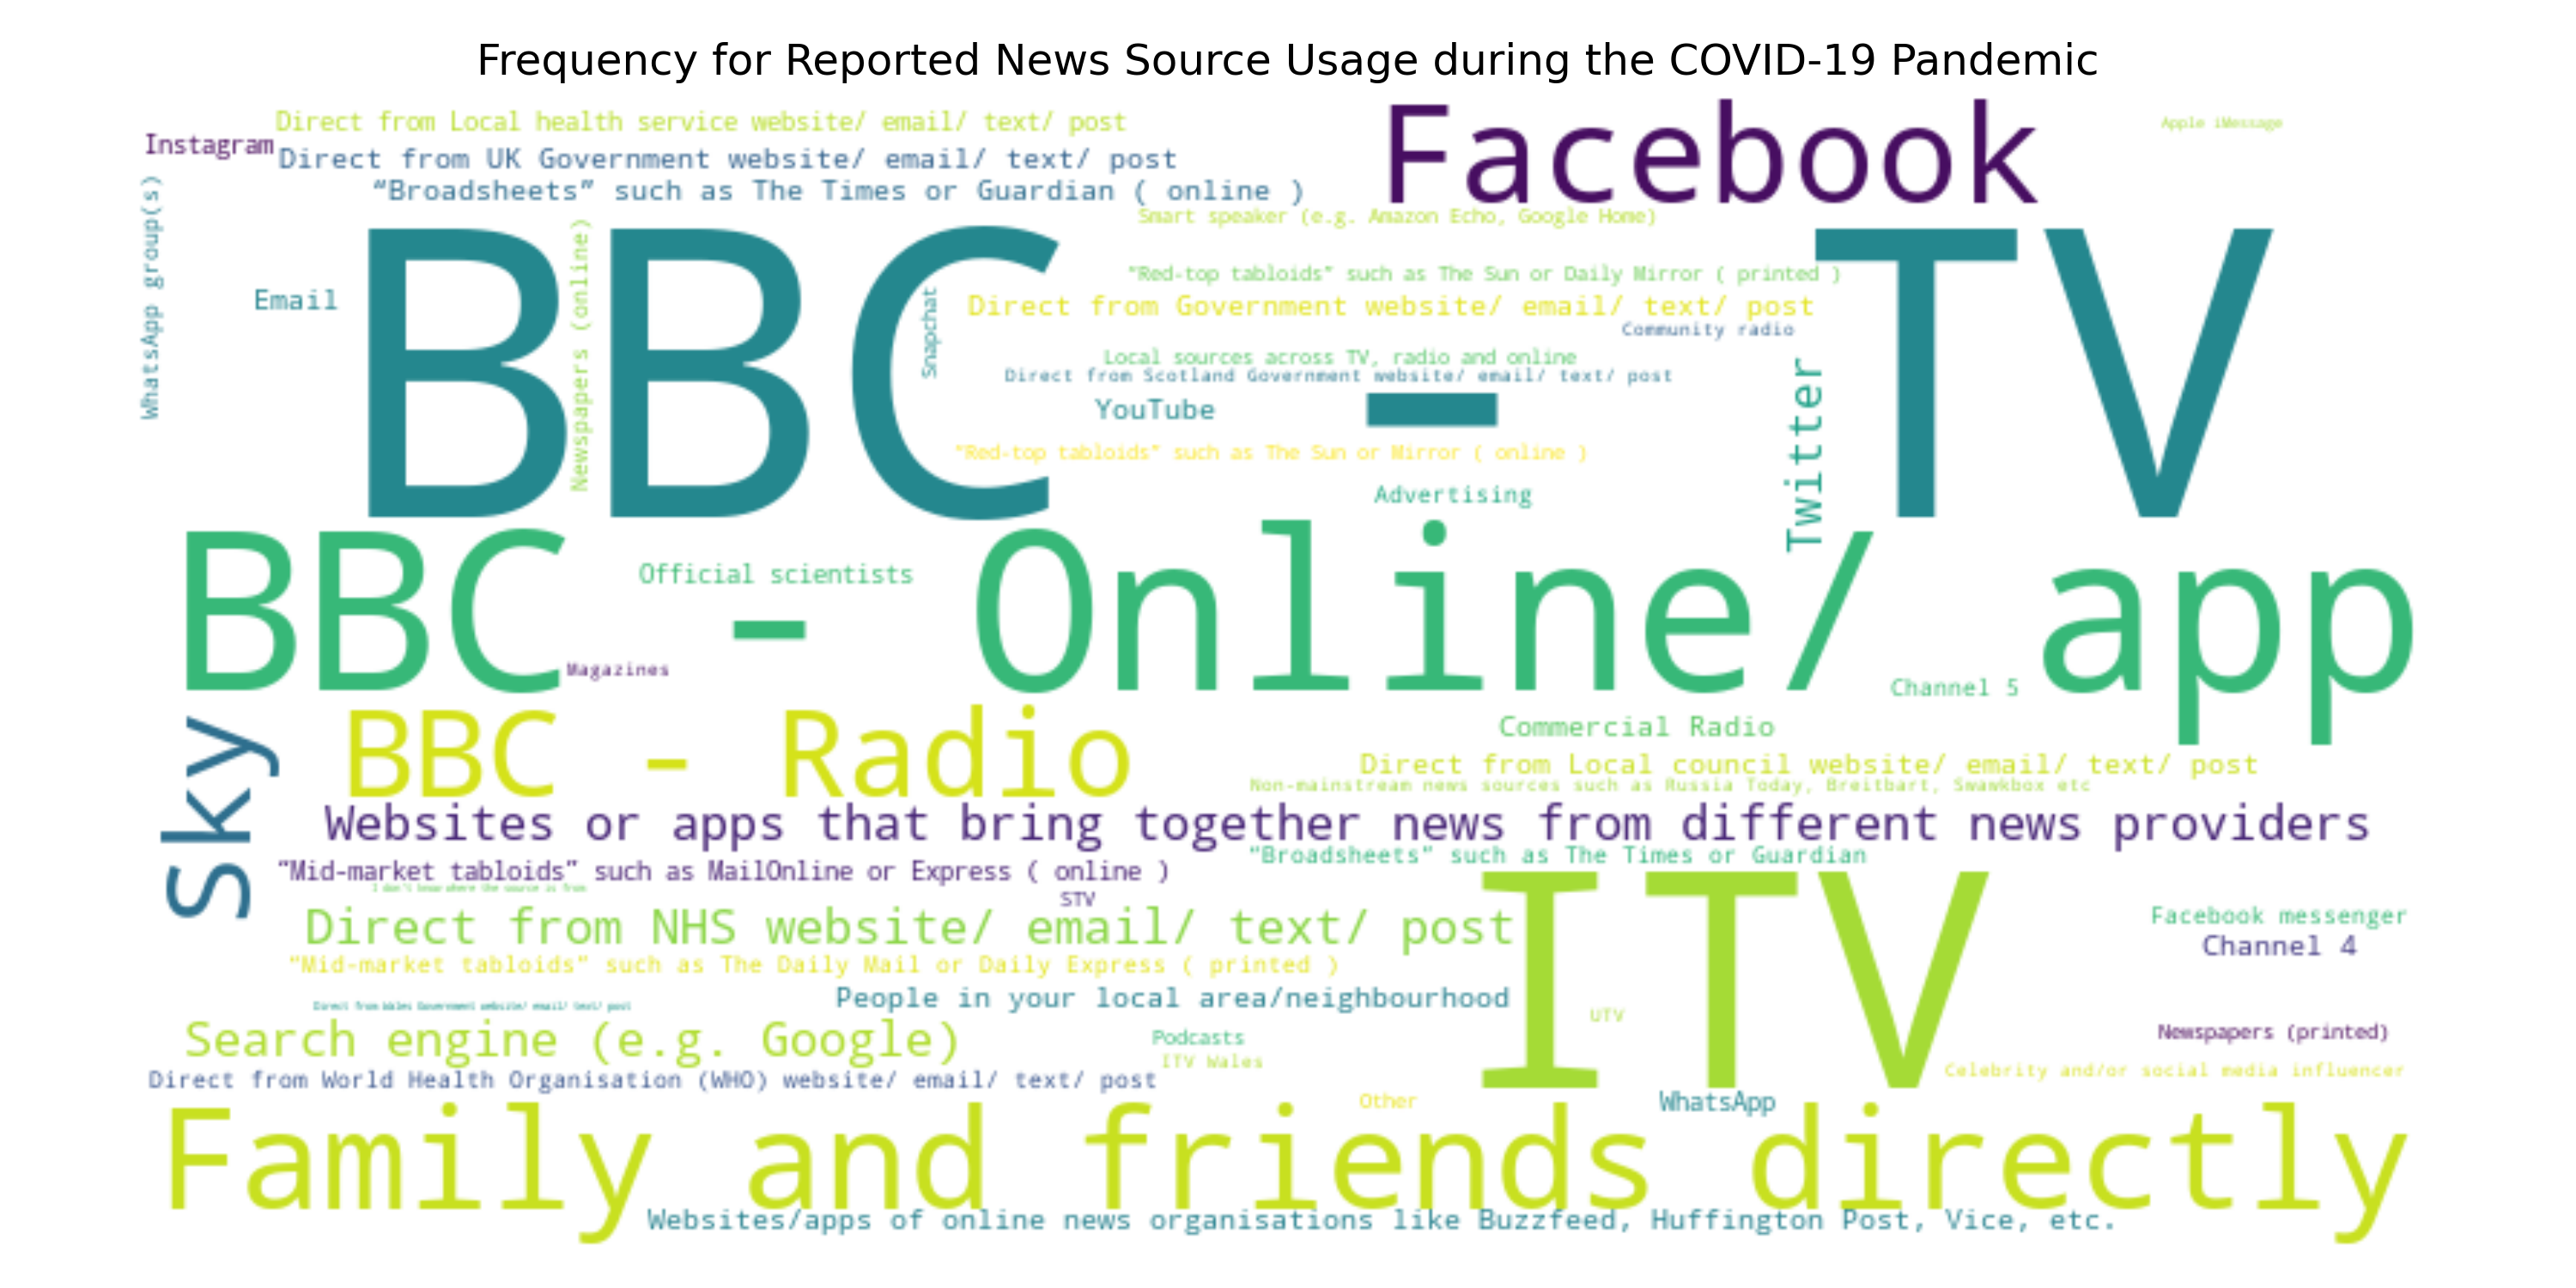 Frequency for Reported News Source Usage during the COVID-19 Pandemic
Direct from Local health service website/ email/ text/ post
Facebook
Apple iMessage
Instagram
Direct from UK Government website/ email/ text/ post
“Broadsheets” such as The Times or Guardian ( online )
WhatsApp group(s)
Smart speaker (e.g. Amazon Echo, Google Home)
BBC - TV
Newspapers (online)
“Red-top tabloids” such as The Sun or Daily Mirror ( printed )
Email
Snapchat
Direct from Government website/ email/ text/ post
Community radio
Local sources across TV, radio and online
Direct from Scotland Government website/ email/ text/ post
Twitter
YouTube
“Red-top tabloids” such as The Sun or Mirror ( online )
Advertising
BBC - Online/ app
Official scientists
Magazines
Channel 5
Sky
BBC - Radio
Commercial Radio
Direct from Local council website/ email/ text/ post
Non-mainstream news sources such as Russia Today, Breitbart, Swawkbox etc
Websites or apps that bring together news from different news providers
“Broadsheets” such as The Times or Guardian
“Mid-market tabloids” such as MailOnline or Express ( online )
I don't know where the source is from
STV
ITV
Direct from NHS website/ email/ text/ post
Facebook messenger
Channel 4
“Mid-market tabloids” such as The Daily Mail or Daily Express ( printed )
People in your local area/neighbourhood
Direct from Wales Government website/ email/ text/ post
UTV
Search engine (e.g. Google)
Podcasts
Newspapers (printed)
ITV Wales
Celebrity and/or social media influencer
Direct from World Health Organisation (WHO) website/ email/ text/ post
Other
WhatsApp
Family and friends directly
Websites/apps of online news organisations like Buzzfeed, Huffington Post, Vice, etc.